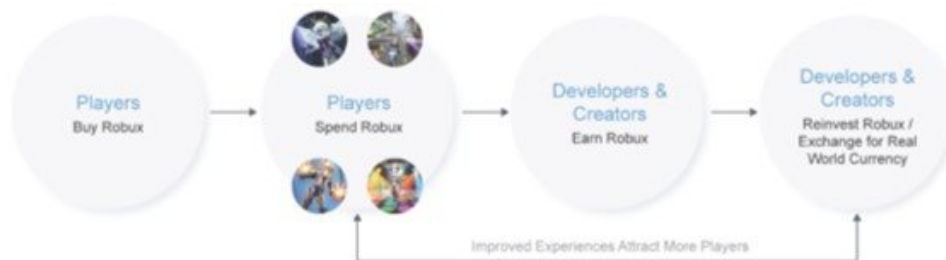 Players
Buy Robux
Players
Spend Robux
Developers &
Creators
Earn Robux
Developers &
Creators
Reinvest Robux /
Exchange for Real
World Currency
Improved Experiences Attract More Players